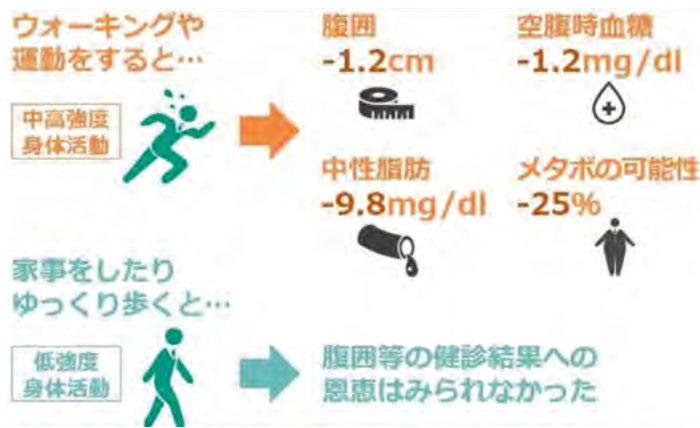 ウォーキングや
運動をすると…
中高強度
身体活動
腹囲
-1.2cm
空腹時血糖
-1.2mg/dl
中性脂肪
-9.8mg/dl
メタボの可能性
-25%
家事をしたり
ゆっくり歩くと…
低強度
身体活動
腹囲等の健診結果への
恩恵はみられなかった